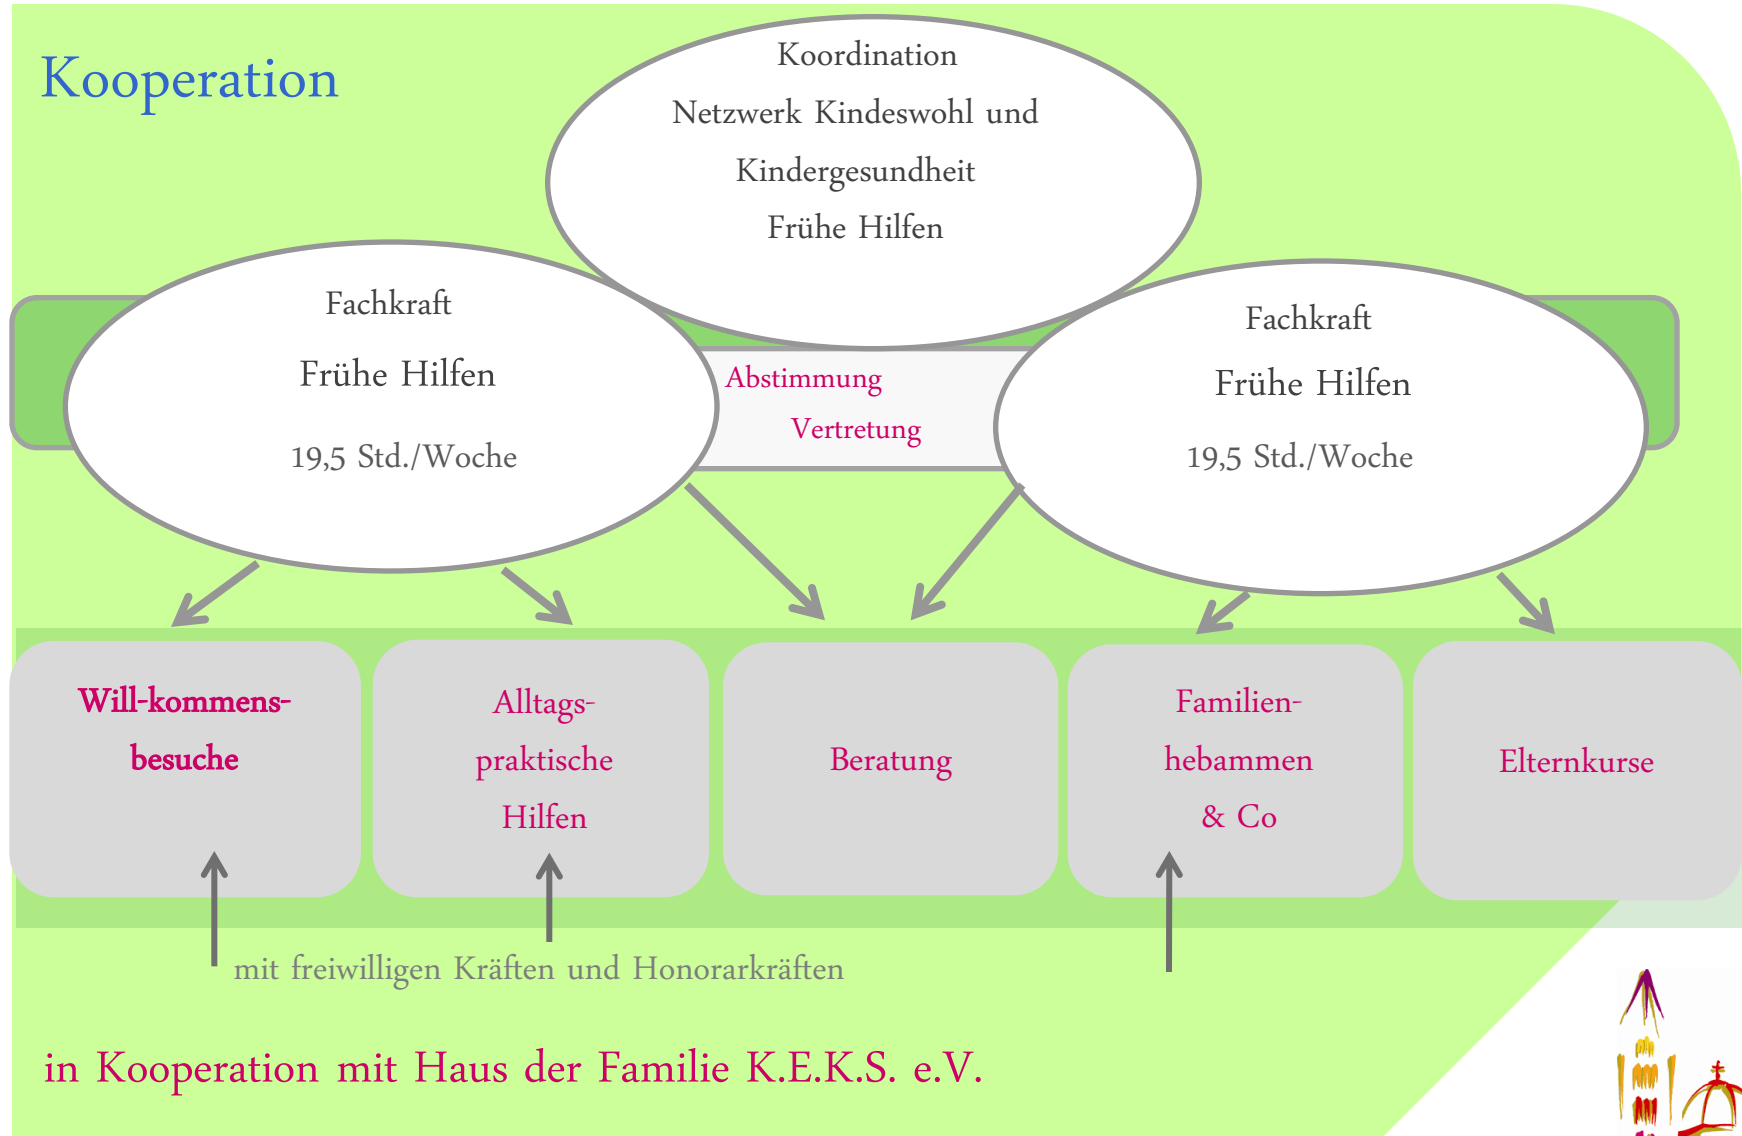 Kooperation
Koordination
Netzwerk Kindeswohl und
Kindergesundheit
Frühe Hilfen
Fachkraft
Frühe Hilfen
19,5 Std./Woche
Abstimmung
Vertretung
Fachkraft
Frühe Hilfen
19,5 Std./Woche
Will-kommens-
besuche
Alltags-
praktische
Hilfen
Beratung
Familien-
hebammen
& Co
Elternkurse
mit freiwilligen Kräften und Honorarkräften
in Kooperation mit Haus der Familie K.E.K.S. e.V.